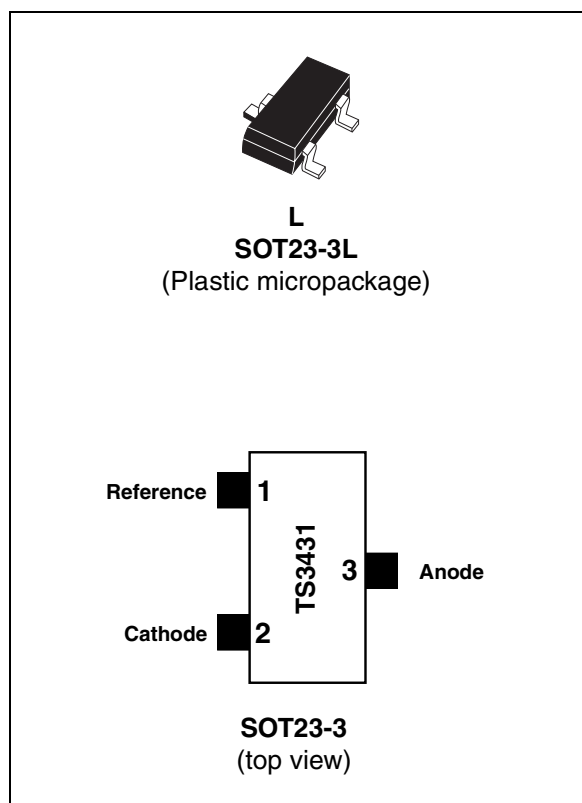 L
SOT23-3L
(Plastic micropackage)
Reference
1
TS3431
3
Anode
Cathode
2
SOT23-3
(top view)